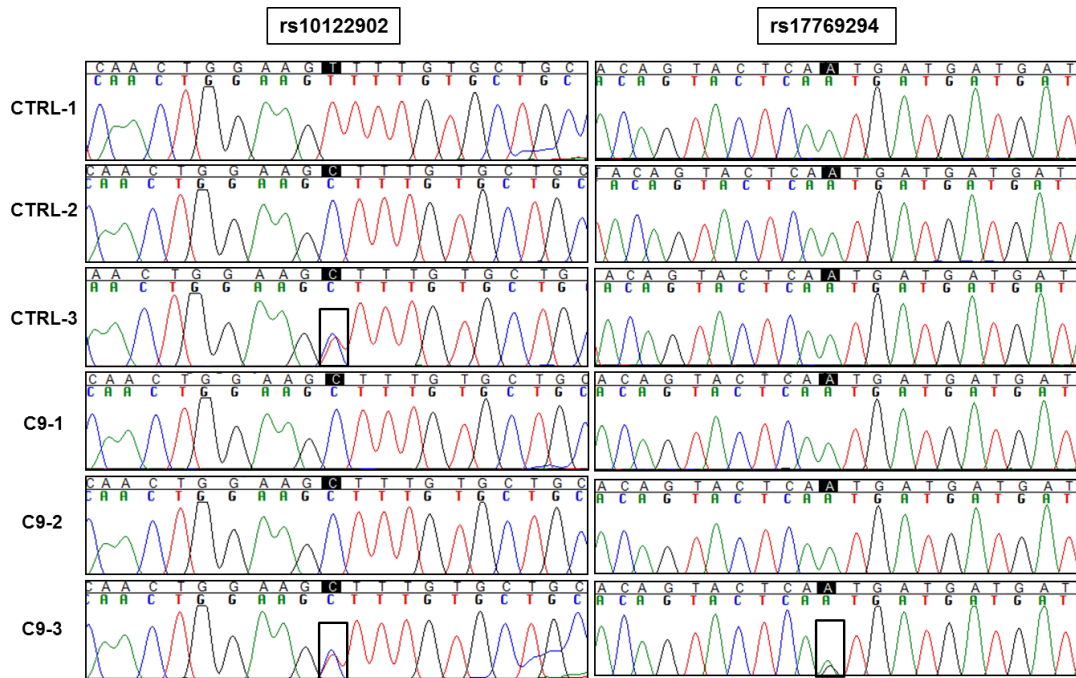 rs10122902
rs17769294
CTRL-1
C A A C T G G A A G T T T T G T G C T G C
C A A C T G G A A G T T T T G T G C T G C
A C A G T A C T C A A T G A T G A T G A T
A C A G T A C T C A A T G A T G A T G A T
CTRL-2
C A A C T G G A A G C T T T G T G C T G C
C A A C T G G A A G C T T T G T G C T G C
T A C A G T A C T C A A T G A T G A T G A T
A C A G T A C T C A A T G A T G A T G A T
CTRL-3
A A C T G G A A G C T T T G T G C T G
A A C T G G A A G C T T T G T G C T G
A C A G T A C T C A A T G A T G A T G A T
A C A G T A C T C A A T G A T G A T G A T
C9-1
C A A C T G G A A G C T T T G T G C T G C
C A A C T G G A A G C T T T G T G C T G C
A C A G T A C T C A A T G A T G A T G A T
A C A G T A C T C A A T G A T G A T G A T
C9-2
C A A C T G G A A G C T T T G T G C T G C
C A A C T G G A A G C T T T G T G C T G C
A C A G T A C T C A A T G A T G A T G A T
A C A G T A C T C A A T G A T G A T G A T
C9-3
C A A C T G G A A G C T T T G T G C T G C
C A A C T G G A A G C T T T G T G C T G C
A C A G T A C T C A A T G A T G A T G A T
A C A G T A C T C A A T G A T G A T G A T